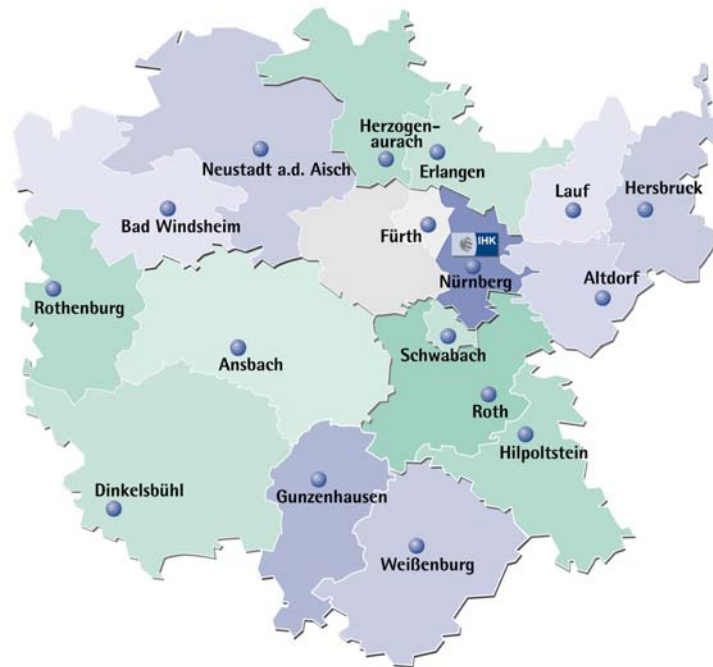 Herzogen-
aurach
Erlangen
Neustadt a.d. Aisch
Lauf
Hersbruck
Bad Windsheim
Fürth
IHK
Nürnberg
Altdorf
Rothenburg
Schwabach
Ansbach
Roth
Hilpoltstein
Dinkelsbühl
Gunzenhausen
Weißenburg